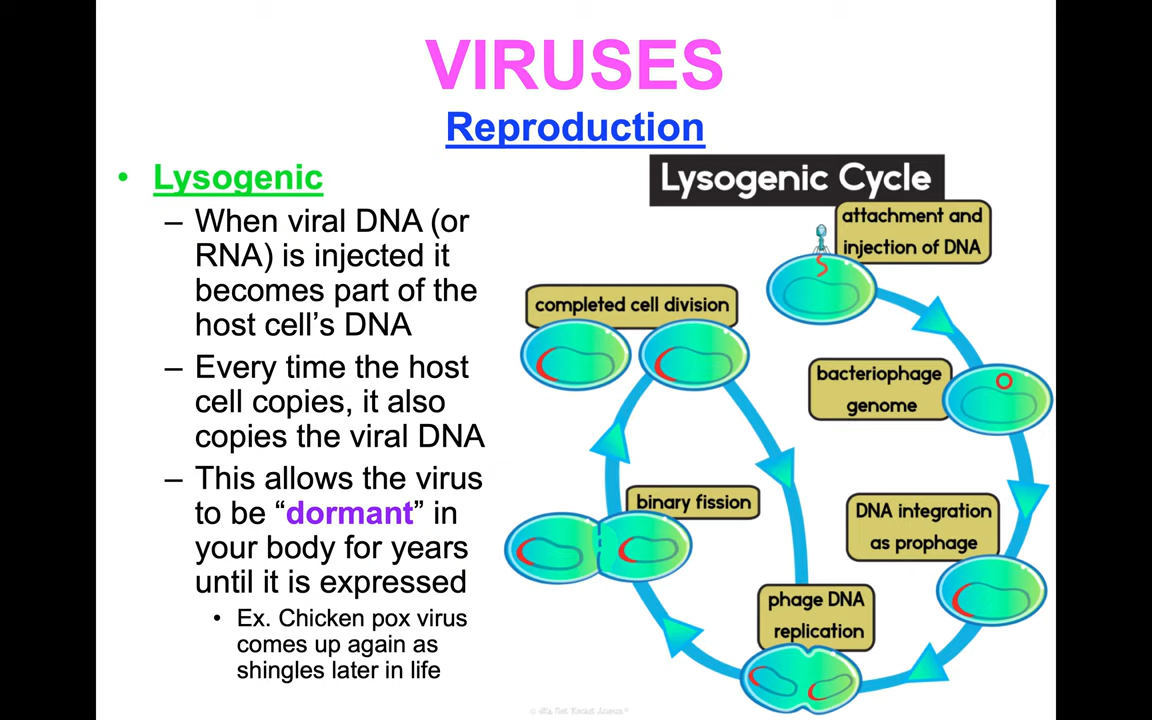 VIRUSES
Reproduction
• Lysogenic
– When viral DNA (or
RNA) is injected it
becomes part of the
host cell’s DNA
– Every time the host
cell copies, it also
copies the viral DNA
– This allows the virus
to be “dormant” in
your body for years
until it is expressed
• Ex. Chicken pox virus
comes up again as
shingles later in life
Lysogenic Cycle
attachment and
injection of DNA
bacteriophage
genome
DNA integration
as prophage
phage DNA
replication
binary fission
completed cell division